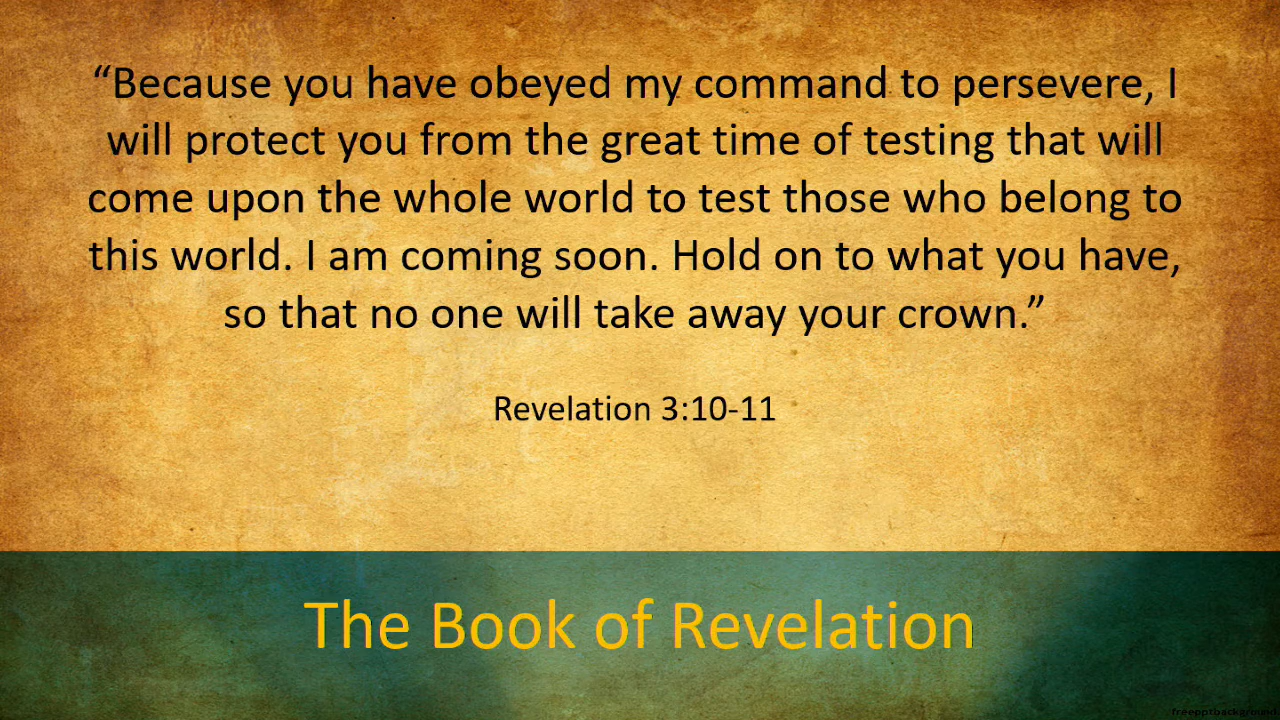 “Because you have obeyed my command to persevere, I
will protect you from the great time of testing that will
come upon the whole world to test those who belong to
this world. I am coming soon. Hold on to what you have,
so that no one will take away your crown.”
Revelation 3:10-11
The Book of Revelation
freepptbackground